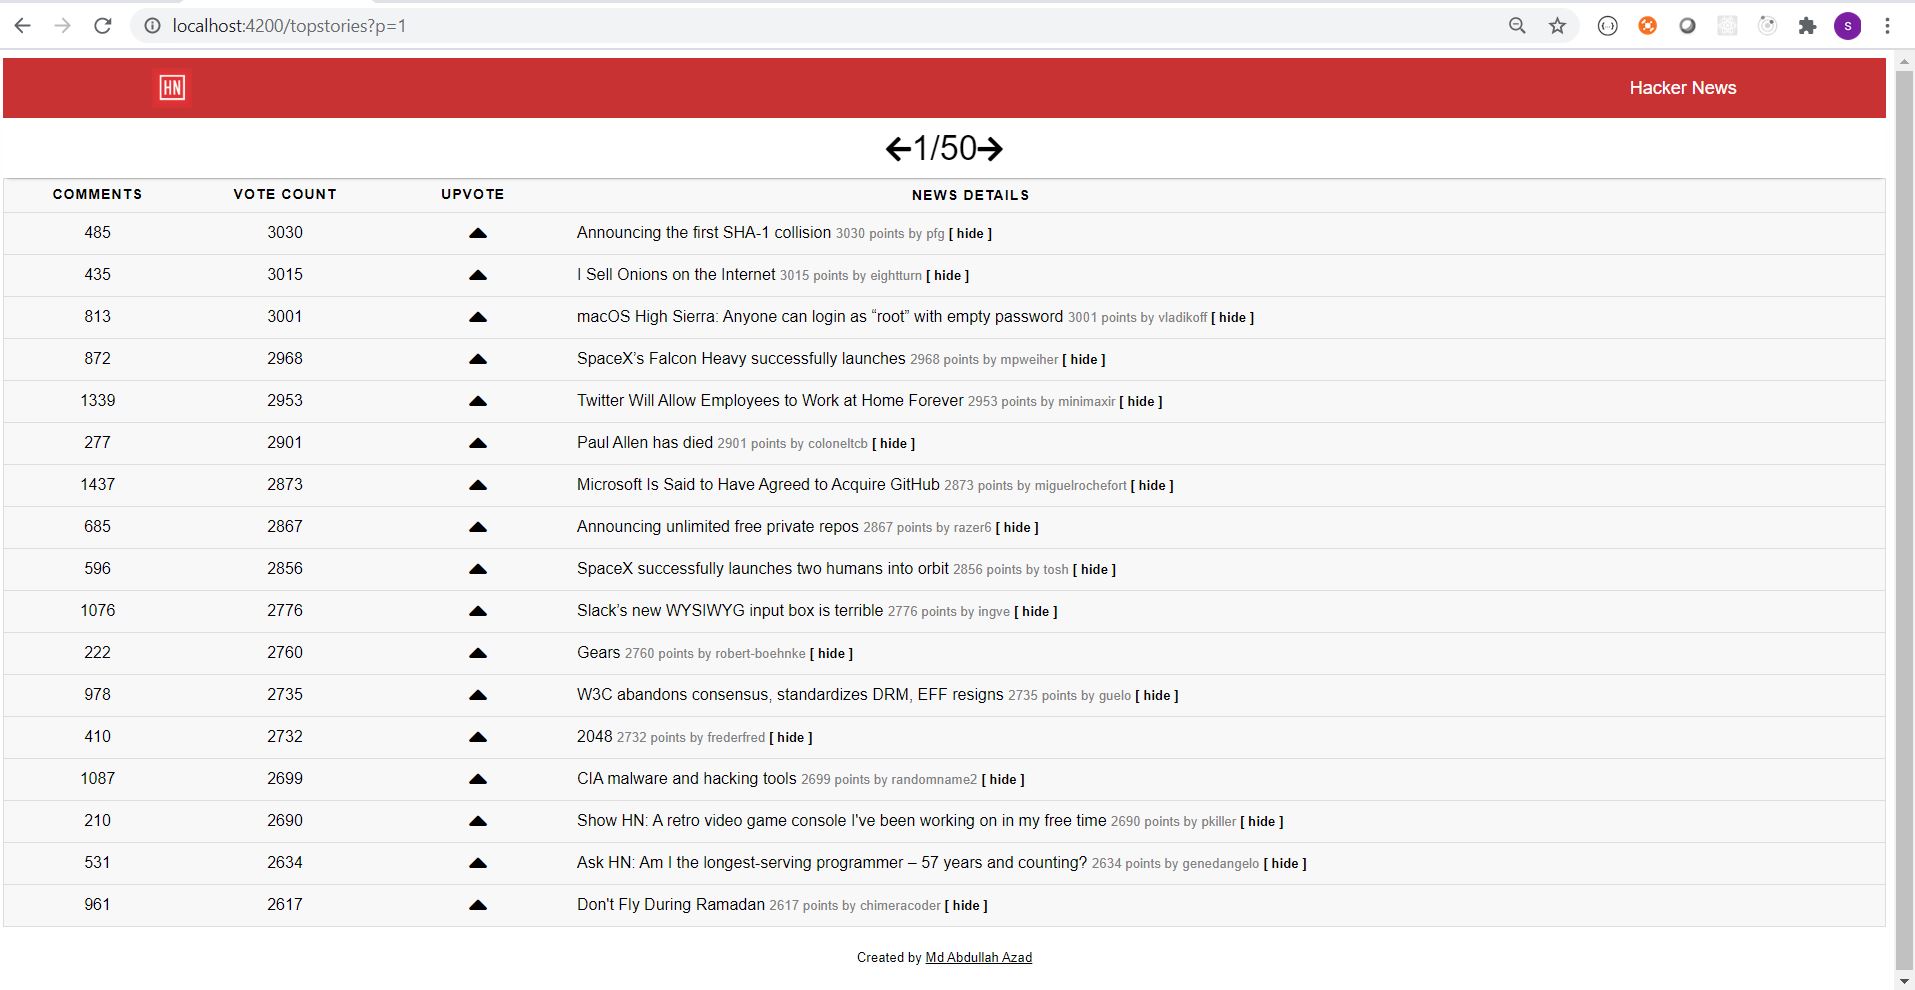 localhost:4200/topstories?p=1
S
HN Hacker News
1/50
COMMENTS VOTE COUNT UPVOTE NEWS DETAILS
485 3030 Announcing the first SHA-1 collision 3030 points by pfg [ hide ]
435 3015 I Sell Onions on the Internet 3015 points by eightturn [ hide ]
813 3001 macOS High Sierra: Anyone can login as “root” with empty password 3001 points by vladikoff [ hide ]
872 2968 SpaceX’s Falcon Heavy successfully launches 2968 points by mpweiher [ hide ]
1339 2953 Twitter Will Allow Employees to Work at Home Forever 2953 points by minimaxir [ hide ]
277 2901 Paul Allen has died 2901 points by coloneltcb [ hide ]
1437 2873 Microsoft Is Said to Have Agreed to Acquire GitHub 2873 points by miguelrochefort [ hide ]
685 2867 Announcing unlimited free private repos 2867 points by razer6 [ hide ]
596 2856 SpaceX successfully launches two humans into orbit 2856 points by tosh [ hide ]
1076 2776 Slack’s new WYSIWYG input box is terrible 2776 points by ingve [ hide ]
222 2760 Gears 2760 points by robert-boehnke [ hide ]
978 2735 W3C abandons consensus, standardizes DRM, EFF resigns 2735 points by guelo [ hide ]
410 2732 2048 2732 points by frederfred [ hide ]
1087 2699 CIA malware and hacking tools 2699 points by randomname2 [ hide ]
210 2690 Show HN: A retro video game console I've been working on in my free time 2690 points by pkiller [ hide ]
531 2634 Ask HN: Am I the longest-serving programmer – 57 years and counting? 2634 points by genedangelo [ hide ]
961 2617 Don't Fly During Ramadan 2617 points by chimeracoder [ hide ]
Created by Md Abdullah Azad